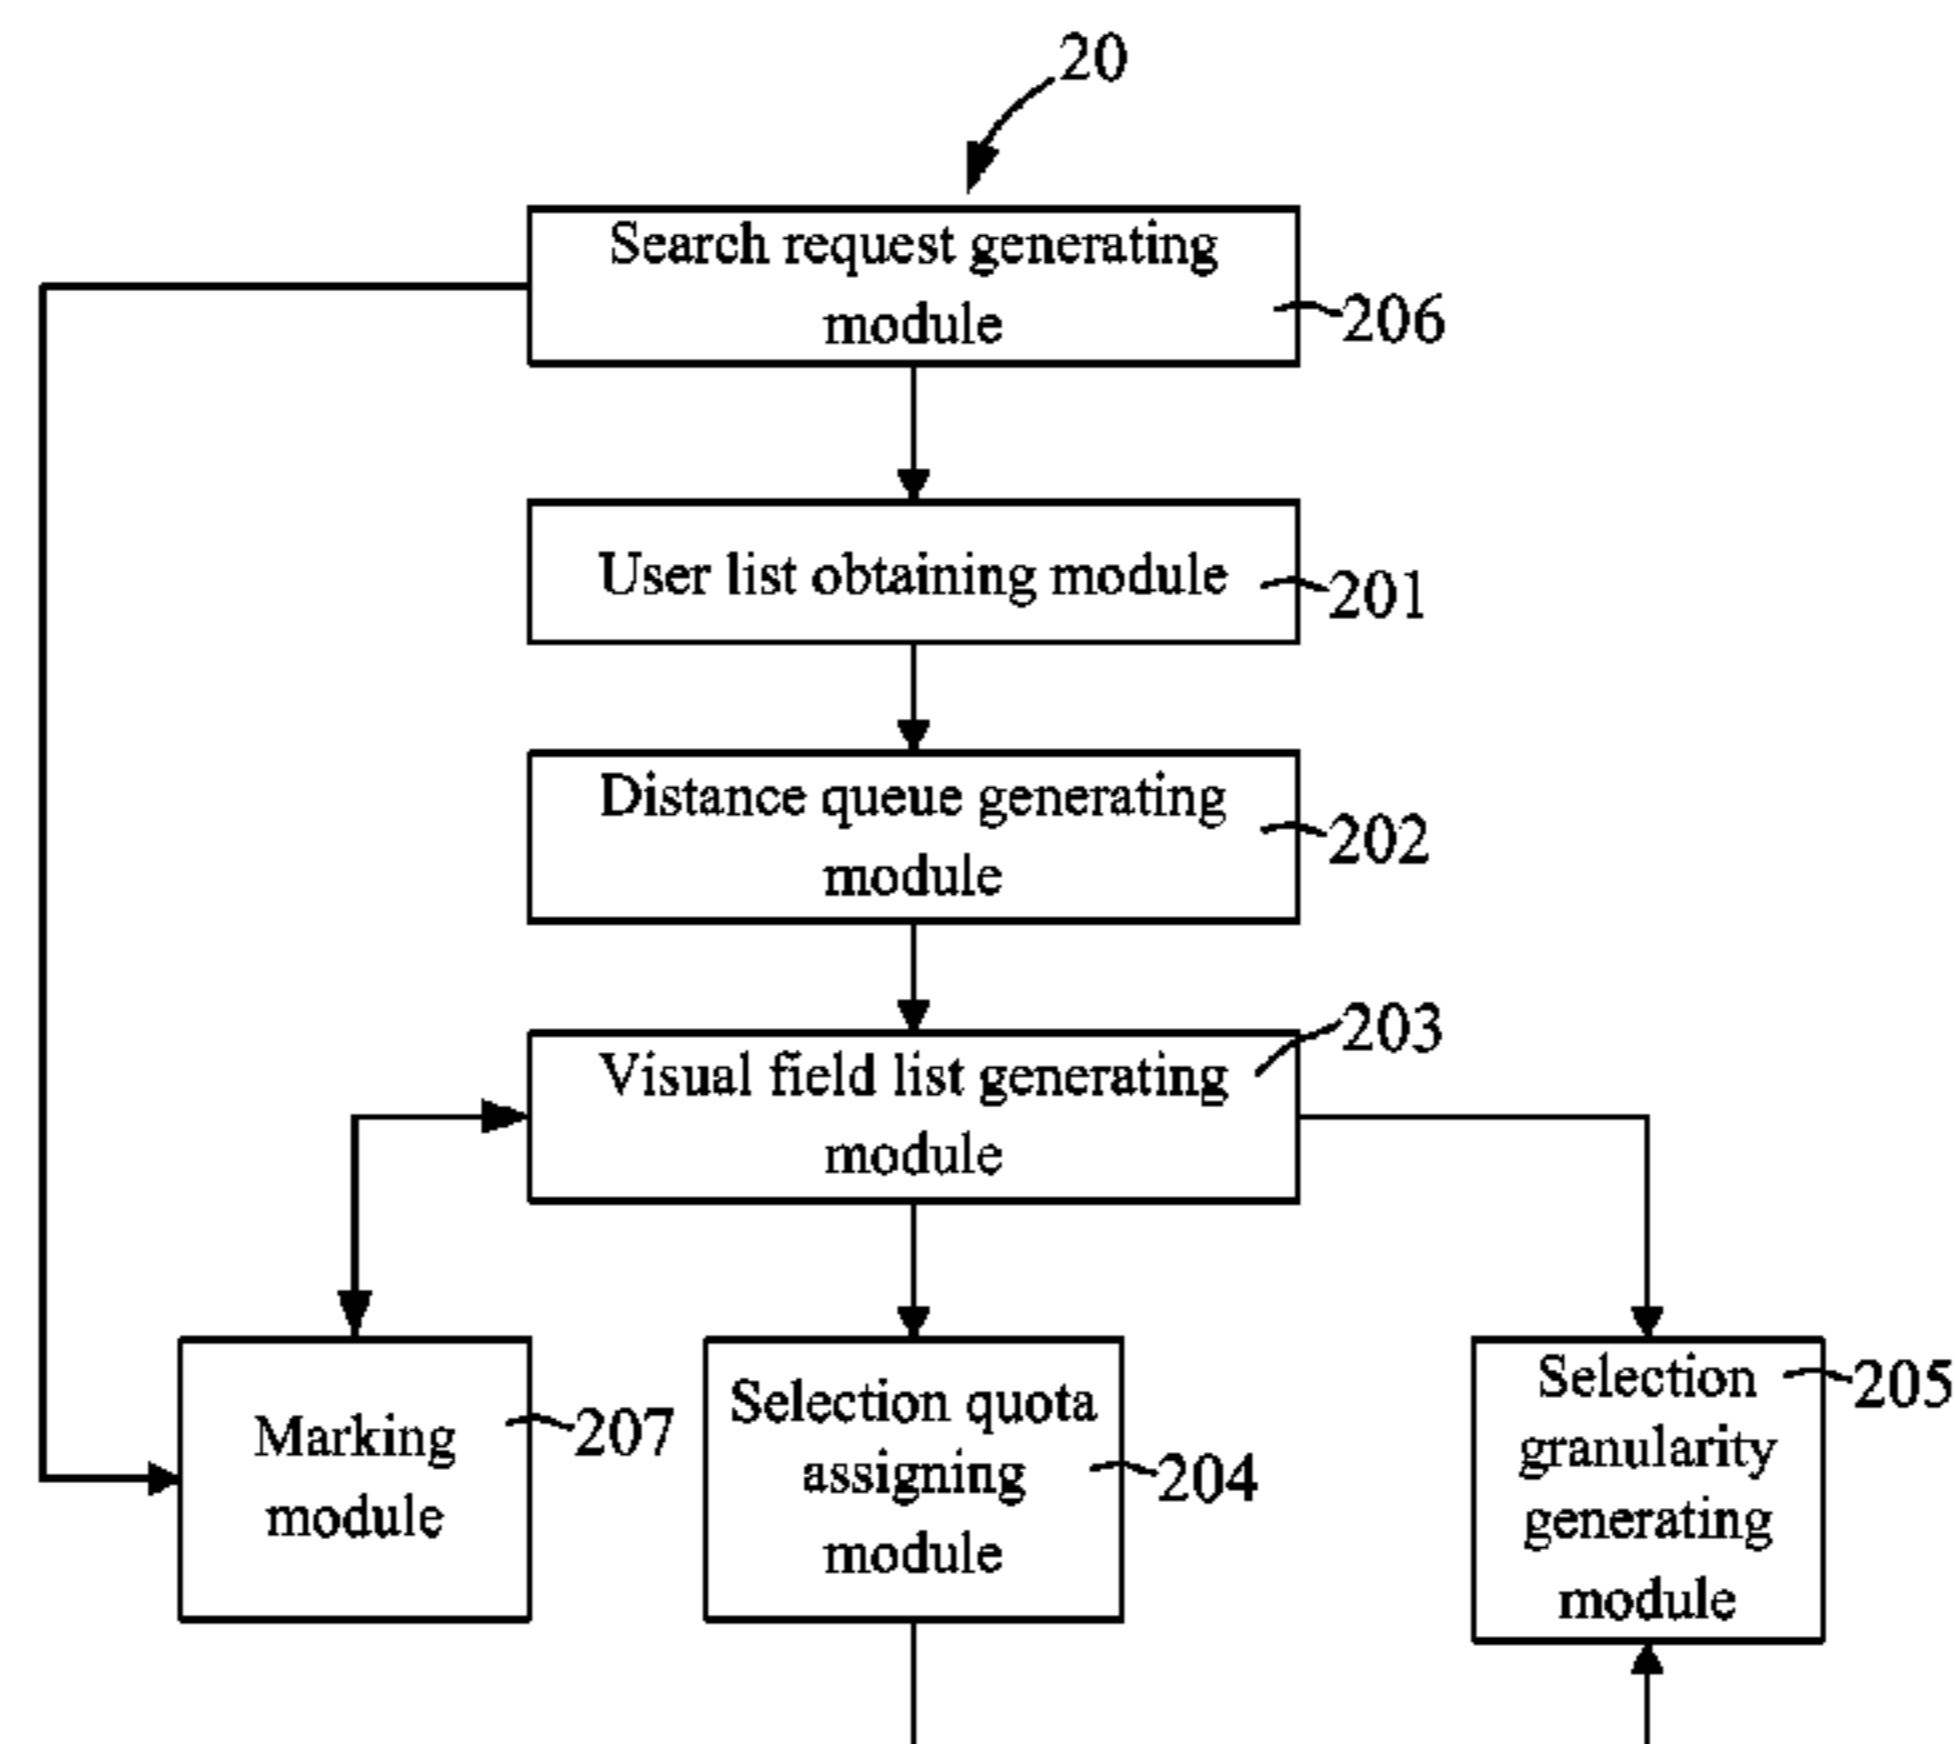 20
Search request generating
module
206
User list obtaining module
201
Distance queue generating
module
202
Visual field list generating
module
203
Marking
module
207
Selection quota
assigning
module
204
Selection
granularity
generating
module
205